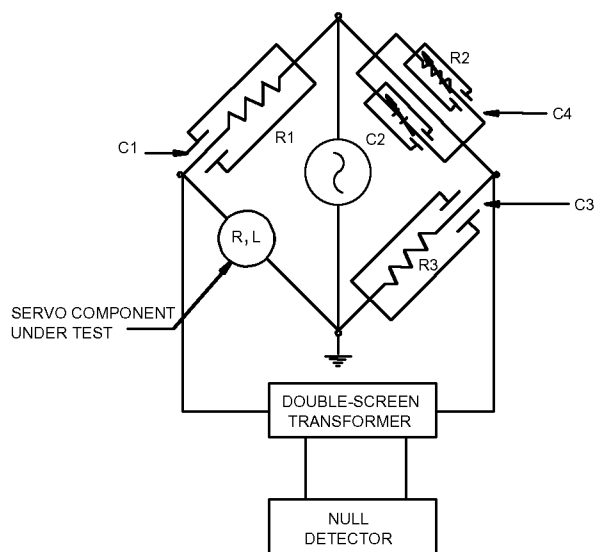 R2
C4
C1
R1
C2
C3
R, L
R3
SERVO COMPONENT
UNDER TEST
DOUBLE-SCREEN
TRANSFORMER
NULL
DETECTOR